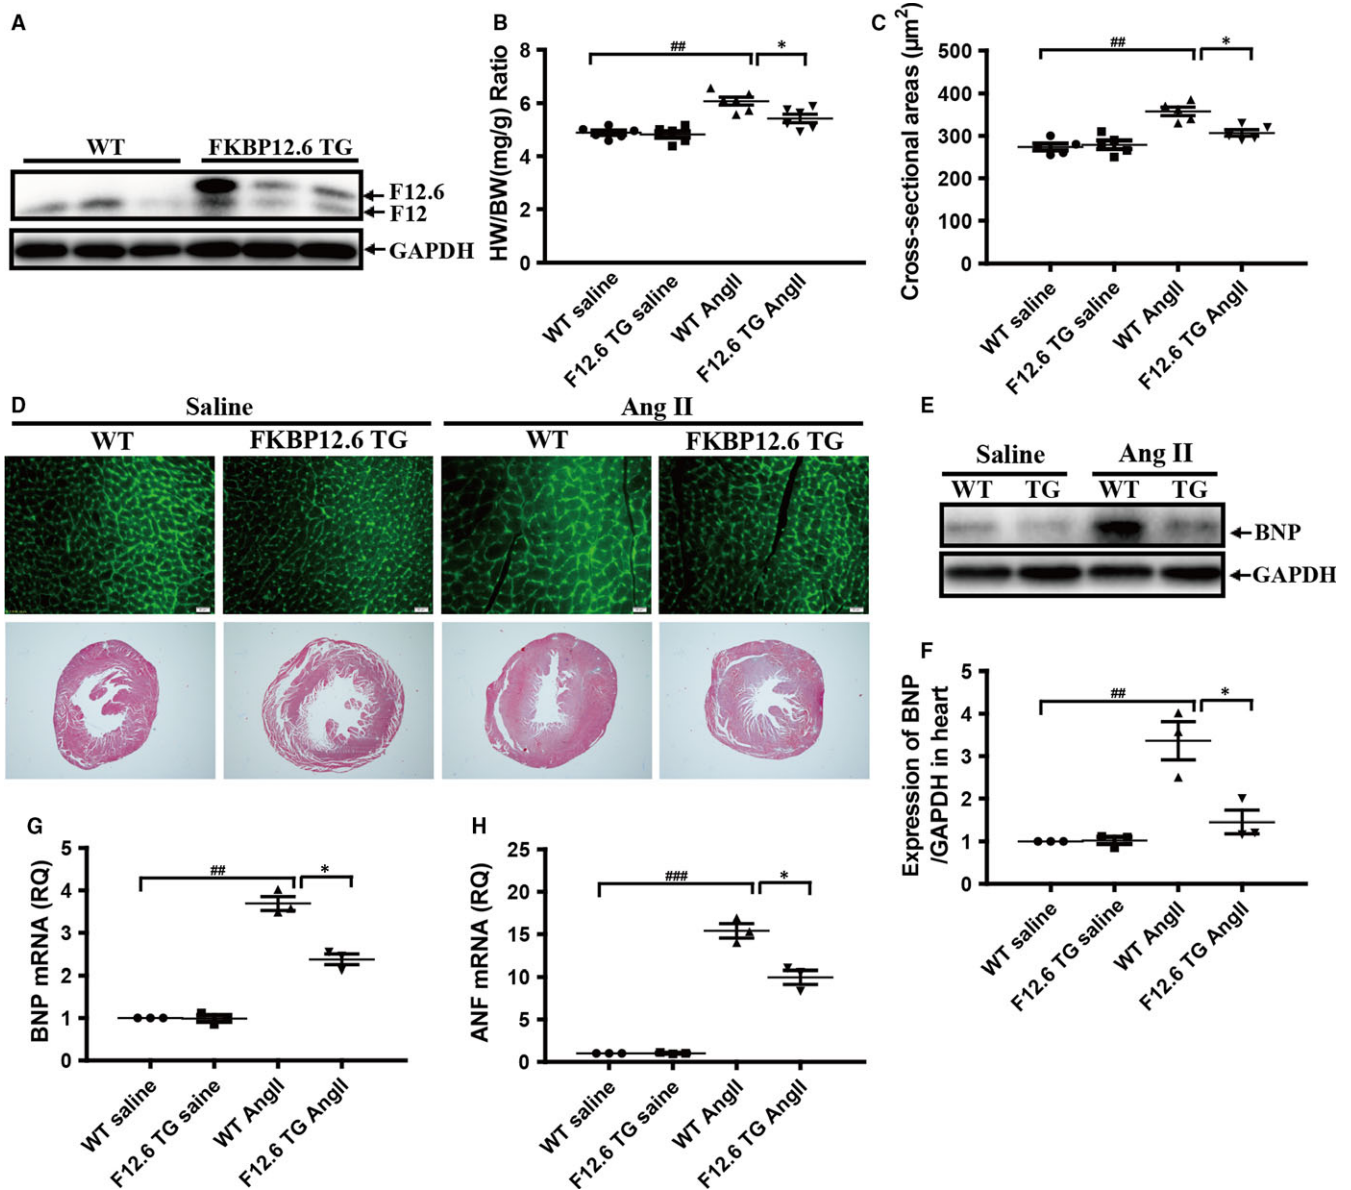 A
WT
FKBP12.6 TG
F12.6
F12
GAPDH
B
HW/BW(mg/g) Ratio
8
6
4
2
0
##
*
WT saline
F12.6 TG saline
WT AngII
F12.6 TG AngII
C
Cross-sectional areas (µm²)
500
400
300
200
100
0
##
*
WT saline
F12.6 TG saline
WT AngII
F12.6 TG AngII
D
Saline
Ang II
WT
FKBP12.6 TG
WT
FKBP12.6 TG
E
Saline
Ang II
WT
TG
WT
TG
BNP
GAPDH
F
Expression of BNP
/GAPDH in heart
5
4
3
2
1
0
##
*
WT saline
F12.6 TG saline
WT AngII
F12.6 TG AngII
G
BNP mRNA (RQ)
5
4
3
2
1
0
##
*
WT saline
F12.6 TG saine
WT AngII
F12.6 TG AngII
H
ANF mRNA (RQ)
25
20
15
10
5
0
###
*
WT saline
F12.6 TG saine
WT AngII
F12.6 TG AngII